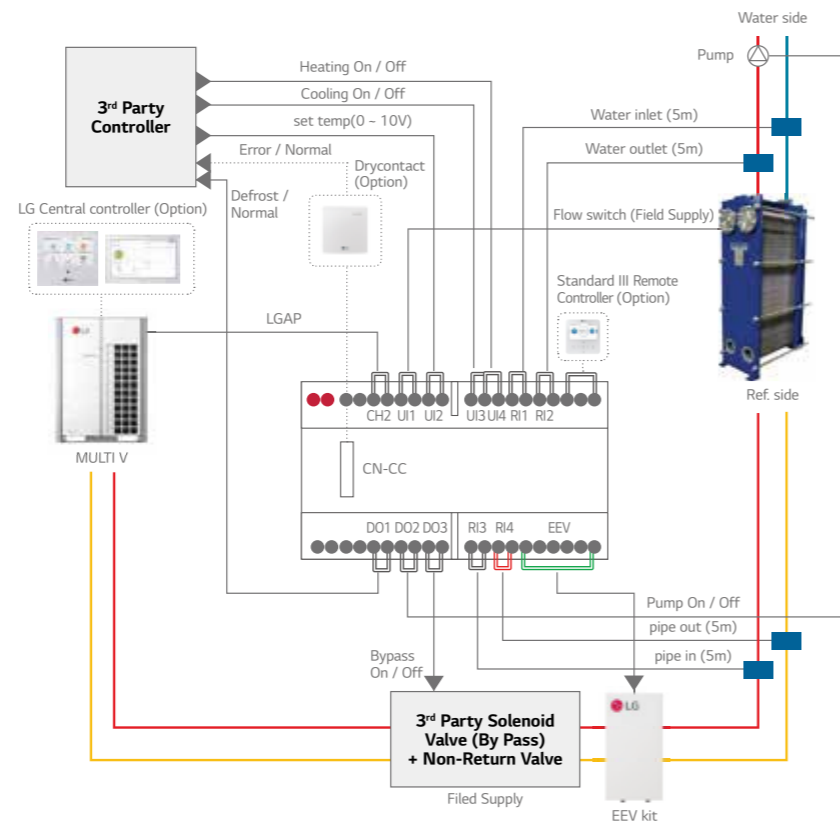 Water side
Pump
3rd Party
Controller
Heating On / Off
Cooling On / Off
set temp(0 ~ 10V)
Error / Normal
Drycontact
(Option)
Defrost /
Normal
Water inlet (5m)
Water outlet (5m)
LG Central controller (Option)
Flow switch (Field Supply)
Standard III Remote
Controller (Option)
LG
LGAP
MULTI V
Ref. side
CH2 UI1 UI2 UI3 UI4 RI1 RI2
CN-CC
DO1 DO2 DO3 RI3 RI4 EEV
Pump On / Off
pipe out (5m)
pipe in (5m)
Bypass
On / Off
3rd Party Solenoid
Valve (By Pass)
+ Non-Return Valve
LG
Filed Supply
EEV kit